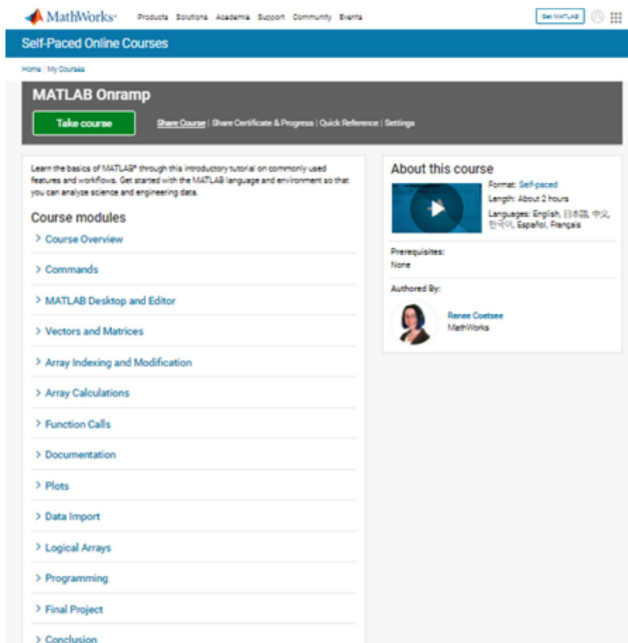 MathWorks®
Products Solutions Academia Support Community Events
Get MATLAB
Self-Paced Online Courses
Home | My Courses
MATLAB Onramp
Take course
Share Course | Share Certificate & Progress | Quick Reference | Settings
Learn the basics of MATLAB® through this introductory tutorial on commonly used
features and workflows. Get started with the MATLAB language and environment so that
you can analyze science and engineering data.
Course modules
Course Overview
Commands
MATLAB Desktop and Editor
Vectors and Matrices
Array Indexing and Modification
Array Calculations
Function Calls
Documentation
Plots
Data Import
Logical Arrays
Programming
Final Project
Conclusion
About this course
Format: Self-paced
Length: About 2 hours
Languages: English, 日本語, 中文,
한국어, Español, Français
Prerequisites:
None
Authored By:
Renee Coetsee
MathWorks